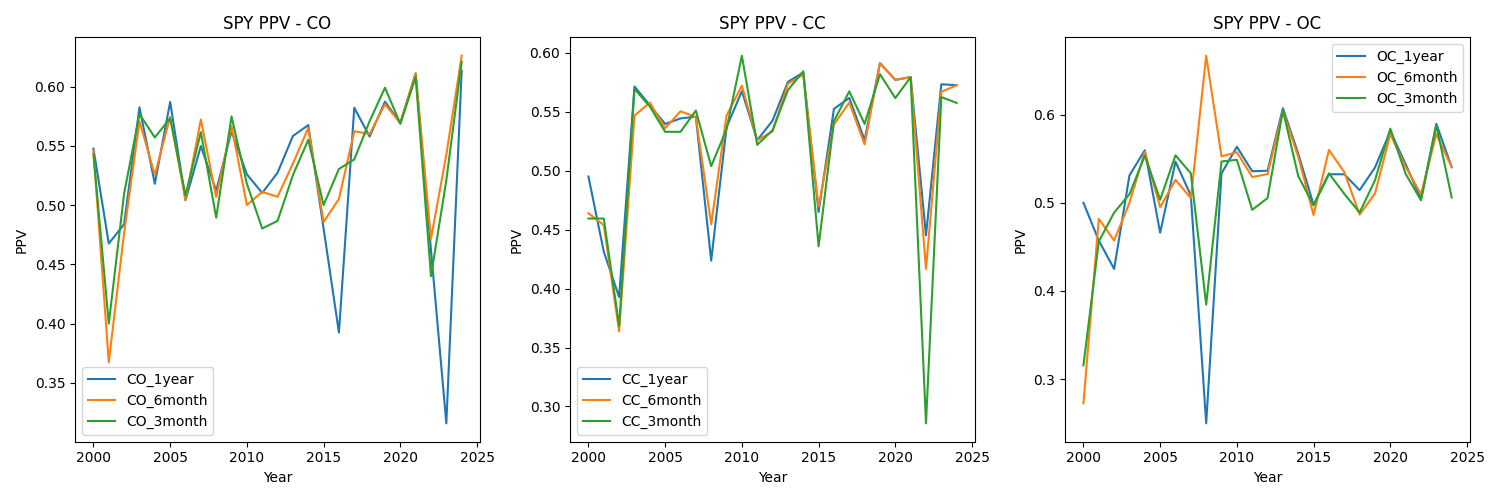 SPY PPV - CO
PPV
0.60
0.55
0.50
0.45
0.40
0.35
CO_1year
CO_6month
CO_3month
2000 2005 2010 2015 2020 2025
Year
SPY PPV - CC
PPV
0.60
0.55
0.50
0.45
0.40
0.35
0.30
CC_1year
CC_6month
CC_3month
2000 2005 2010 2015 2020 2025
Year
SPY PPV - OC
PPV
OC_1year
OC_6month
OC_3month
0.6
0.5
0.4
0.3
2000 2005 2010 2015 2020 2025
Year